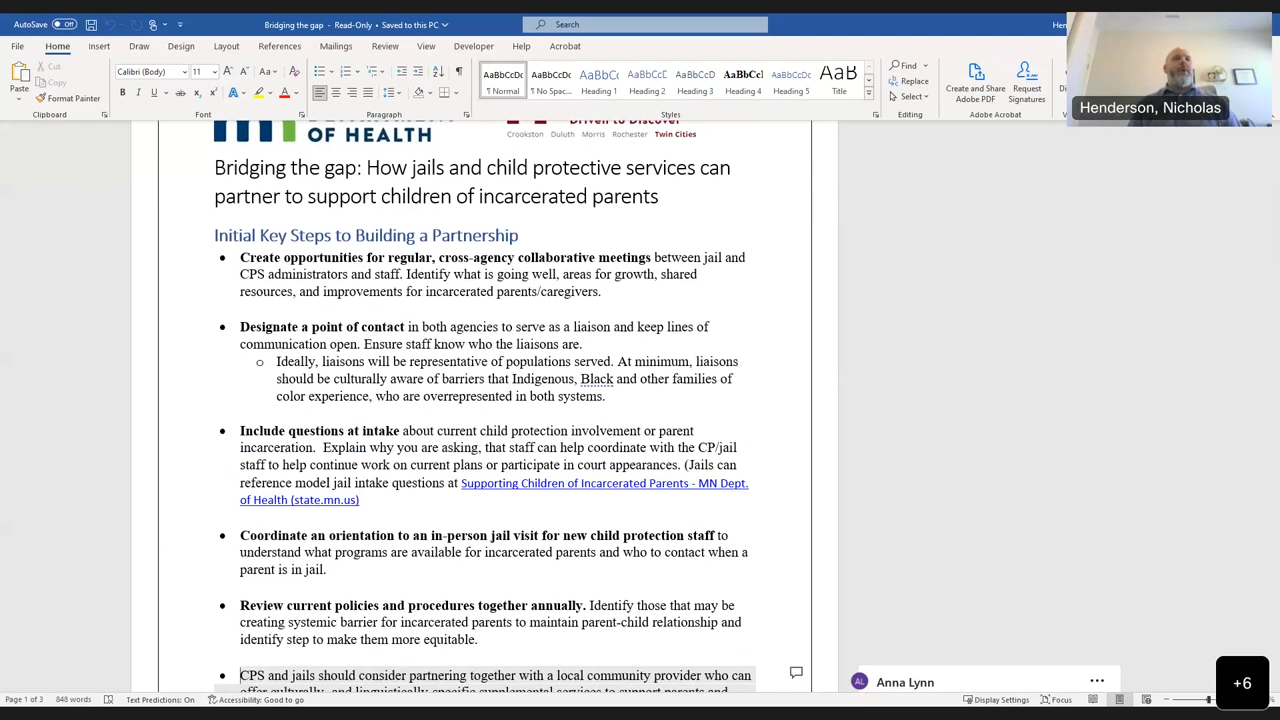 AutoSave Off Bridging the gap - Read-Only • Saved to this PC Search
File Home Insert Draw Design Layout References Mailings Review View Developer Help Acrobat
Henderson, Nicholas
Paste Cut Copy Format Painter
Clipboard
Calibri (Body) 11
Font
Paragraph
AaBbCcDc AaBbCcDc AaBbCc AaBbCcE AaBbCcDc AaBbCcI AaBbCcDc AaB
¶ Normal ¶ No Spac... Heading 1 Heading 2 Heading 3 Heading 4 Heading 5 Title
Styles
Find Replace Select
Editing
Create and Share Adobe PDF Request Signatures
Adobe Acrobat
OF HEALTH
Driven to Discover
Crookston Duluth Morris Rochester Twin Cities
Bridging the gap: How jails and child protective services can
partner to support children of incarcerated parents
Initial Key Steps to Building a Partnership
• Create opportunities for regular, cross-agency collaborative meetings between jail and
CPS administrators and staff. Identify what is going well, areas for growth, shared
resources, and improvements for incarcerated parents/caregivers.
• Designate a point of contact in both agencies to serve as a liaison and keep lines of
communication open. Ensure staff know who the liaisons are.
o Ideally, liaisons will be representative of populations served. At minimum, liaisons
should be culturally aware of barriers that Indigenous, Black and other families of
color experience, who are overrepresented in both systems.
• Include questions at intake about current child protection involvement or parent
incarceration. Explain why you are asking, that staff can help coordinate with the CP/jail
staff to help continue work on current plans or participate in court appearances. (Jails can
reference model jail intake questions at Supporting Children of Incarcerated Parents - MN Dept.
of Health (state.mn.us)
• Coordinate an orientation to an in-person jail visit for new child protection staff to
understand what programs are available for incarcerated parents and who to contact when a
parent is in jail.
• Review current policies and procedures together annually. Identify those that may be
creating systemic barrier for incarcerated parents to maintain parent-child relationship and
identify step to make them more equitable.
• CPS and jails should consider partnering together with a local community provider who can
offer culturally- and linguistically-specific supplemental services to support parents and
AL Anna Lynn
+6
Page 1 of 3 848 words Text Predictions: On Accessibility: Good to go Display Settings Focus